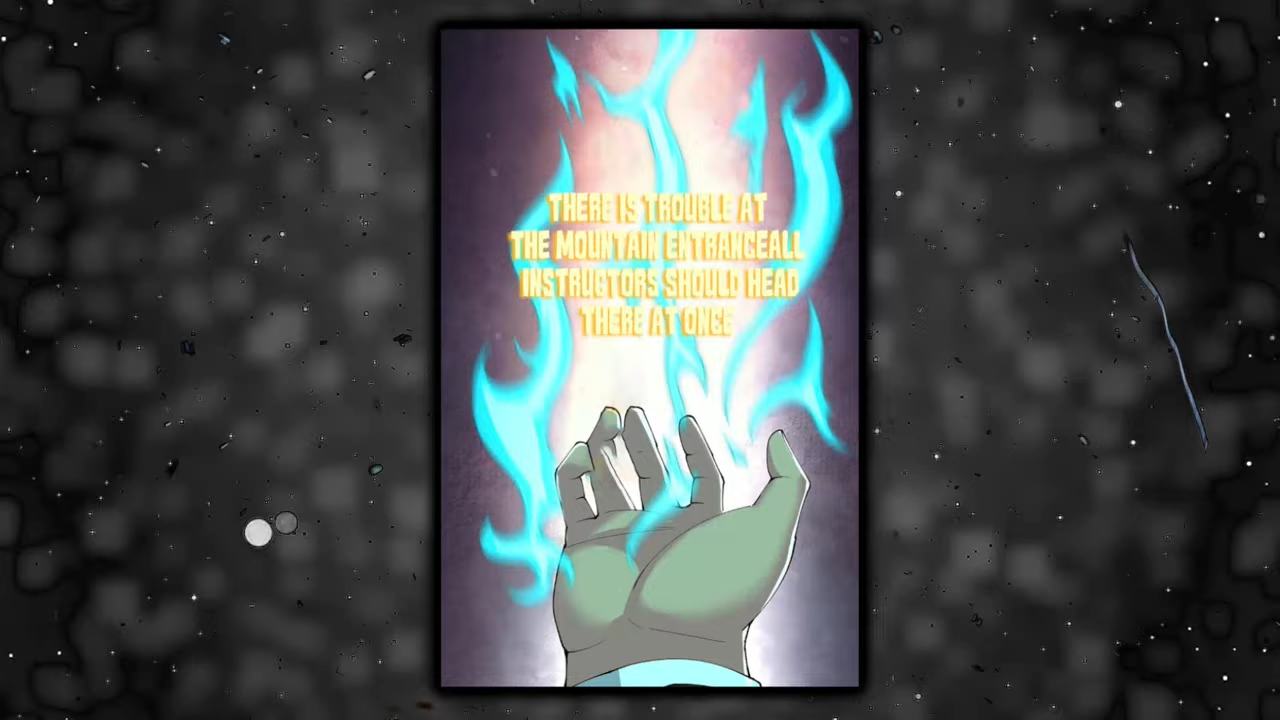 THERE IS TROUBLE AT
THE MOUNTAIN ENTRANCEALL
INSTRUCTORS SHOULD HEAD
THERE AT ONCE